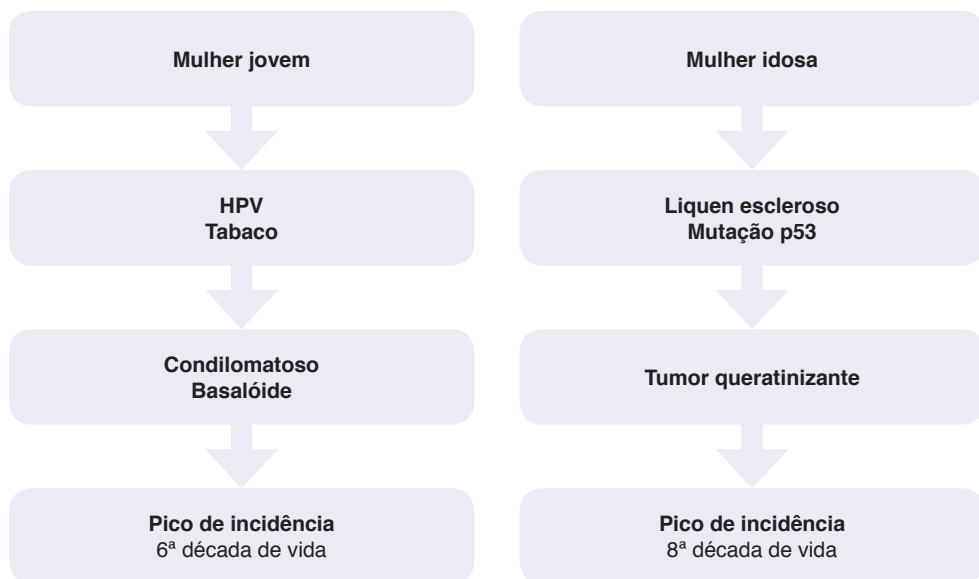 Mulher jovem
HPV
Tabaco
Condilomatoso
Basalóide
Pico de incidência
6ª década de vida
Mulher idosa
Liquen escleroso
Mutação p53
Tumor queratinizante
Pico de incidência
8ª década de vida